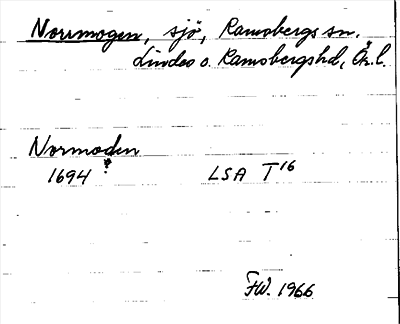 Norrmogen, sjö, Ramsbergs sn.
Lindes o. Ramsbergs hd, Ör. l.
Normoden
?
1694 LSA T16
FW. 1966